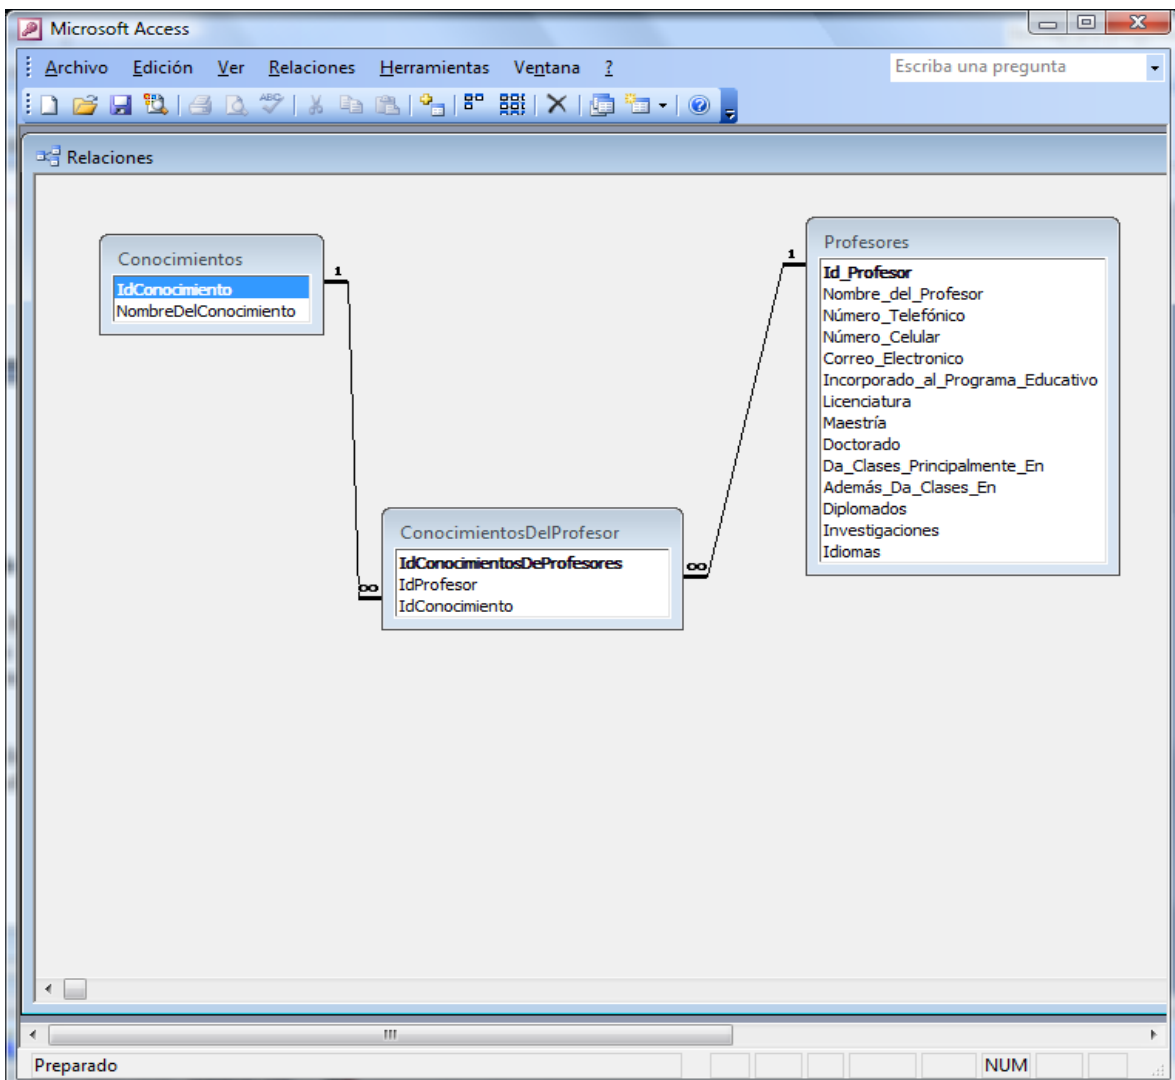 Microsoft Access
Archivo Edición Ver Relaciones Herramientas Ventana ? Escriba una pregunta
Relaciones
Conocimientos
IdConocimiento
NombreDelConocimiento
1
1
Profesores
Id_Profesor
Nombre_del_Profesor
Número_Telefónico
Número_Celular
Correo_Electronico
Incorporado_al_Programa_Educativo
Licenciatura
Maestría
Doctorado
Da_Clases_Principalmente_En
Además_Da_Clases_En
Diplomados
Investigaciones
Idiomas
ConocimientosDelProfesor
IdConocimientosDeProfesores
IdProfesor
IdConocimiento
∞
∞
Preparado NUM